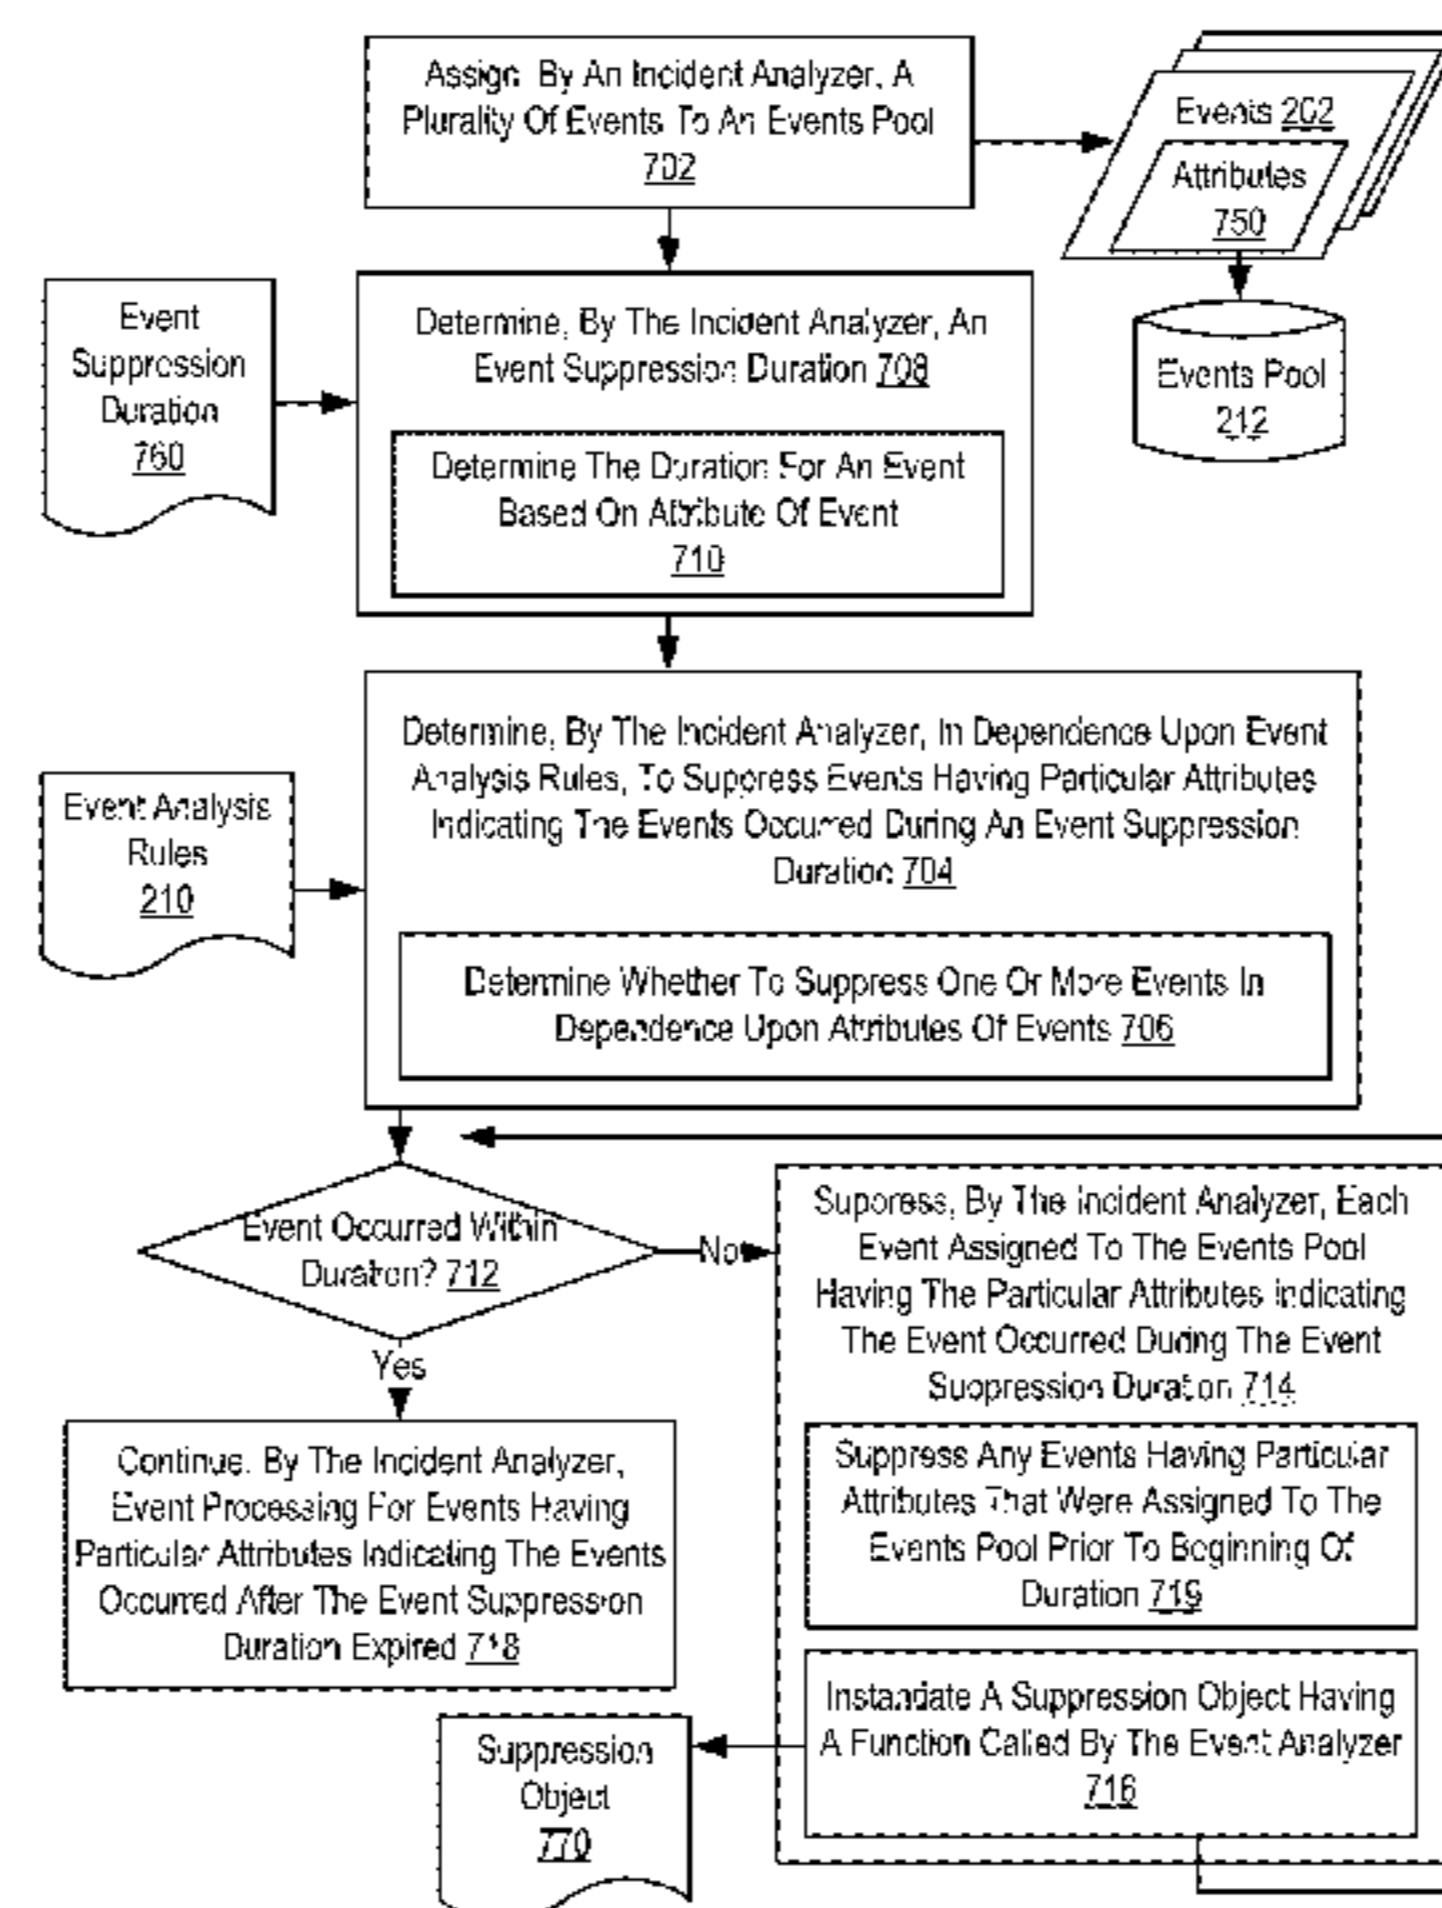 Assign, By An Incident Analyzer, A
Plurality Of Events To An Events Pool
702
Events 202
Attributes
750
Events Pool
212
Event
Suppression
Duration
760
Determine, By The Incident Analyzer, An
Event Suppression Duration 708
Determine The Duration For An Event
Based On Attribute Of Event
710
Event Analysis
Rules
210
Determine, By The Incident Analyzer, In Dependence Upon Event
Analysis Rules, To Suppress Events Having Particular Attributes
Indicating The Events Occurred During An Event Suppression
Duration 704
Determine Whether To Suppress One Or More Events In
Dependence Upon Attributes Of Events 706
Event Occurred Within
Duration? 712
No
Yes
Suppress, By The Incident Analyzer, Each
Event Assigned To The Events Pool
Having The Particular Attributes Indicating
The Event Occurred During The Event
Suppression Duration 714
Suppress Any Events Having Particular
Attributes That Were Assigned To The
Events Pool Prior To Beginning Of
Duration 719
Instantiate A Suppression Object Having
A Function Called By The Event Analyzer
716
Continue, By The Incident Analyzer,
Event Processing For Events Having
Particular Attributes Indicating The Events
Occurred After The Event Suppression
Duration Expired 718
Suppression
Object
770